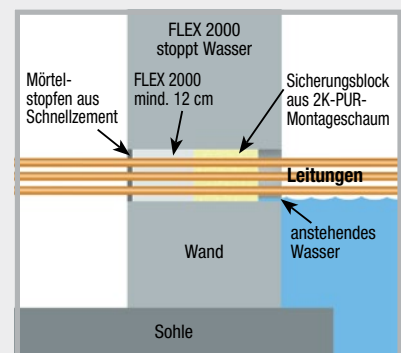 FLEX 2000
stoppt Wasser
Mörtel-
stopfen aus
Schnellzement
FLEX 2000
mind. 12 cm
Sicherungsblock
aus 2K-PUR-
Montageschaum
Leitungen
anstehendes
Wasser
Wand
Sohle